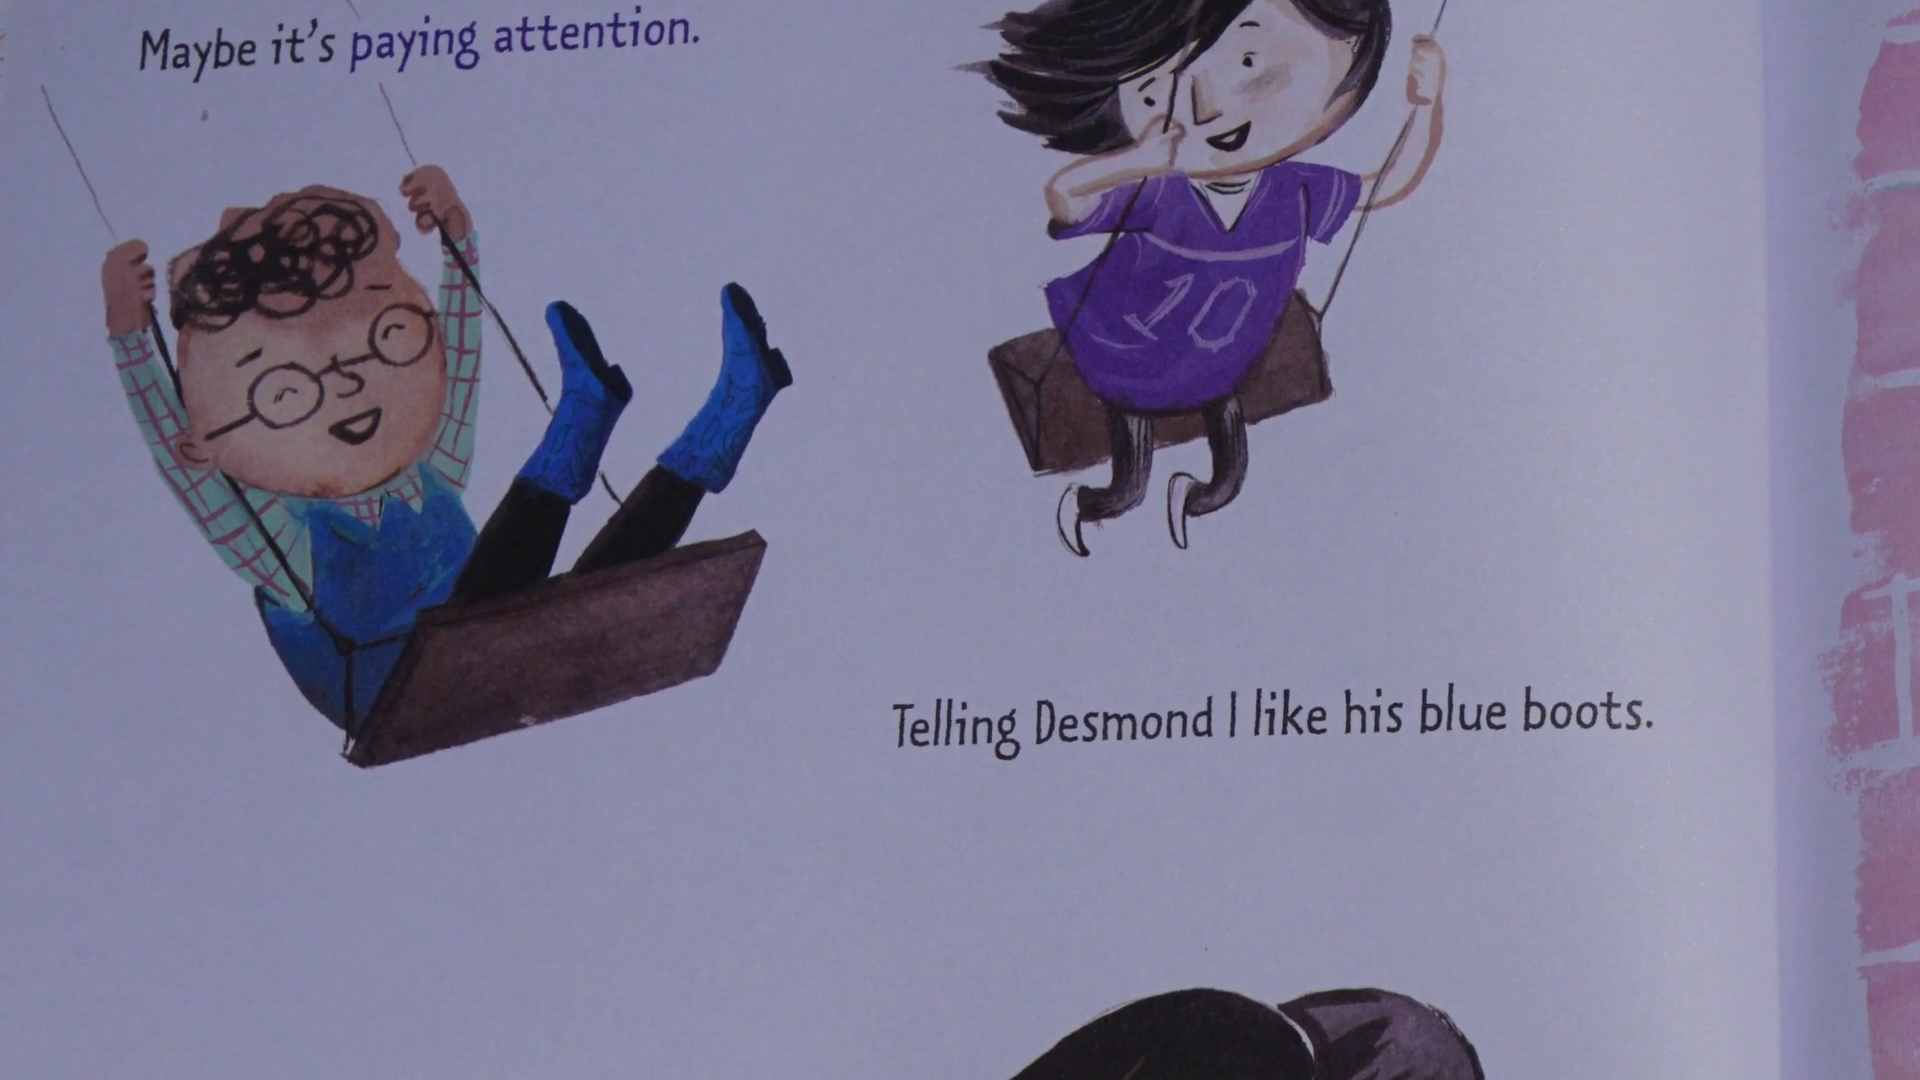 Maybe it's paying attention.
10
Telling Desmond I like his blue boots.